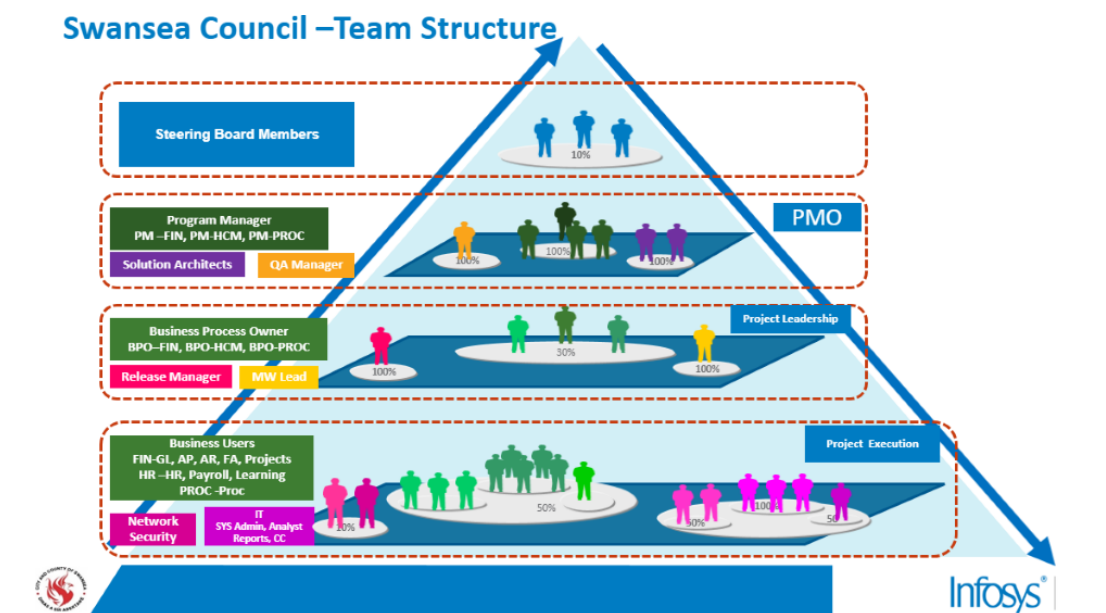 Swansea Council –Team Structure
Steering Board Members
10%
Program Manager
PM –FIN, PM-HCM, PM-PROC
Solution Architects
QA Manager
100%
100%
100%
PMO
Business Process Owner
BPO–FIN, BPO-HCM, BPO-PROC
Release Manager
MW Lead
100%
30%
100%
Project Leadership
Business Users
FIN-GL, AP, AR, FA, Projects
HR –HR, Payroll, Learning
PROC -Proc
Network
Security
IT
SYS Admin, Analyst
Reports, CC
10%
50%
50%
100%
Project Execution
Infosys®